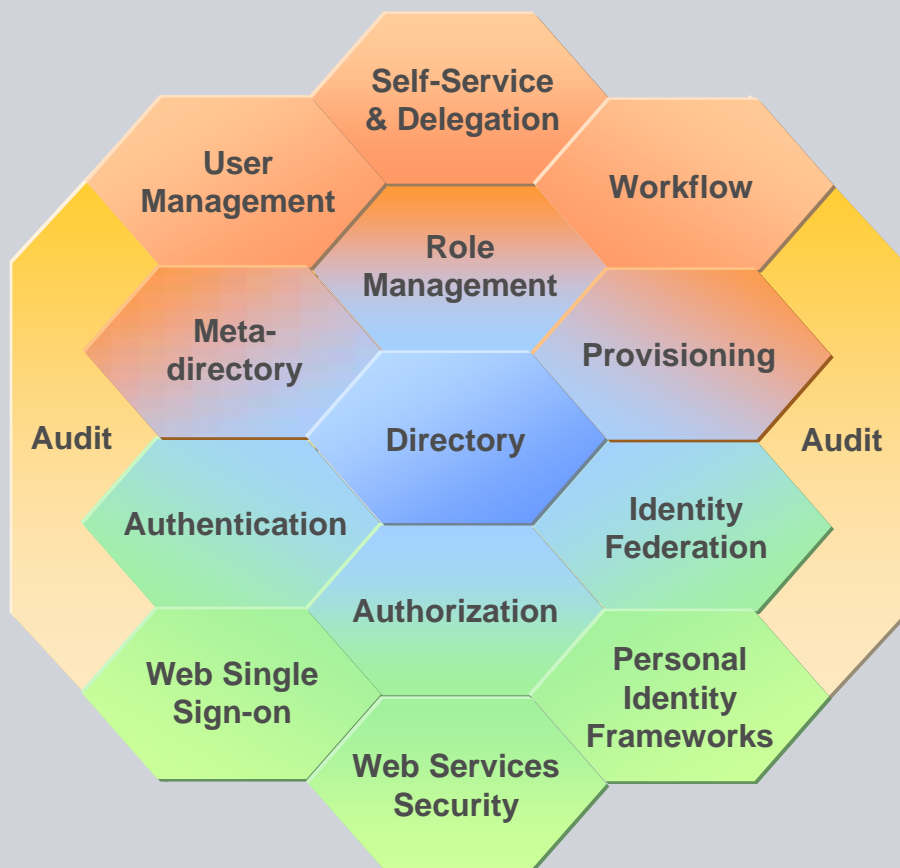 Self-Service
& Delegation
User
Management
Workflow
Role
Management
Meta-
directory
Provisioning
Audit
Directory
Audit
Authentication
Identity
Federation
Authorization
Web Single
Sign-on
Personal
Identity
Frameworks
Web Services
Security